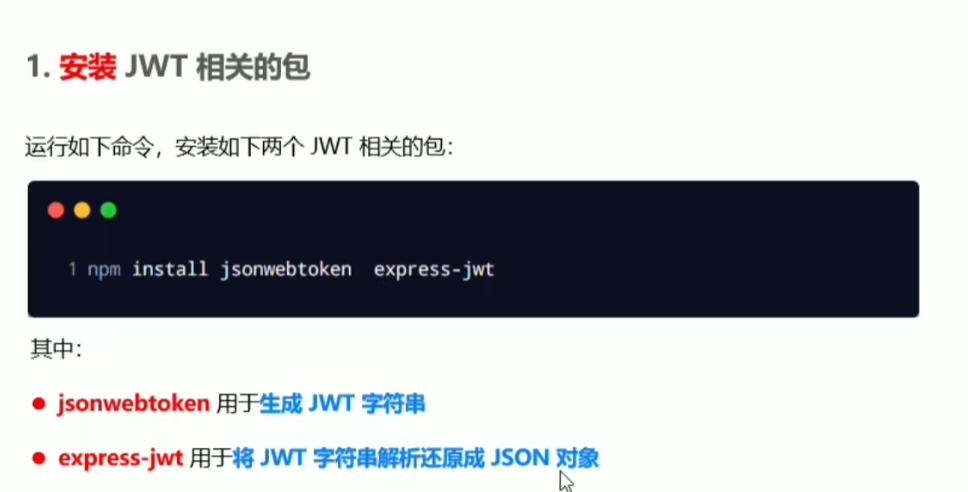 1. 安装 JWT 相关的包
运行如下命令，安装如下两个 JWT 相关的包：
1 npm install jsonwebtoken  express-jwt
其中：
● jsonwebtoken 用于生成 JWT 字符串
● express-jwt 用于将 JWT 字符串解析还原成 JSON 对象